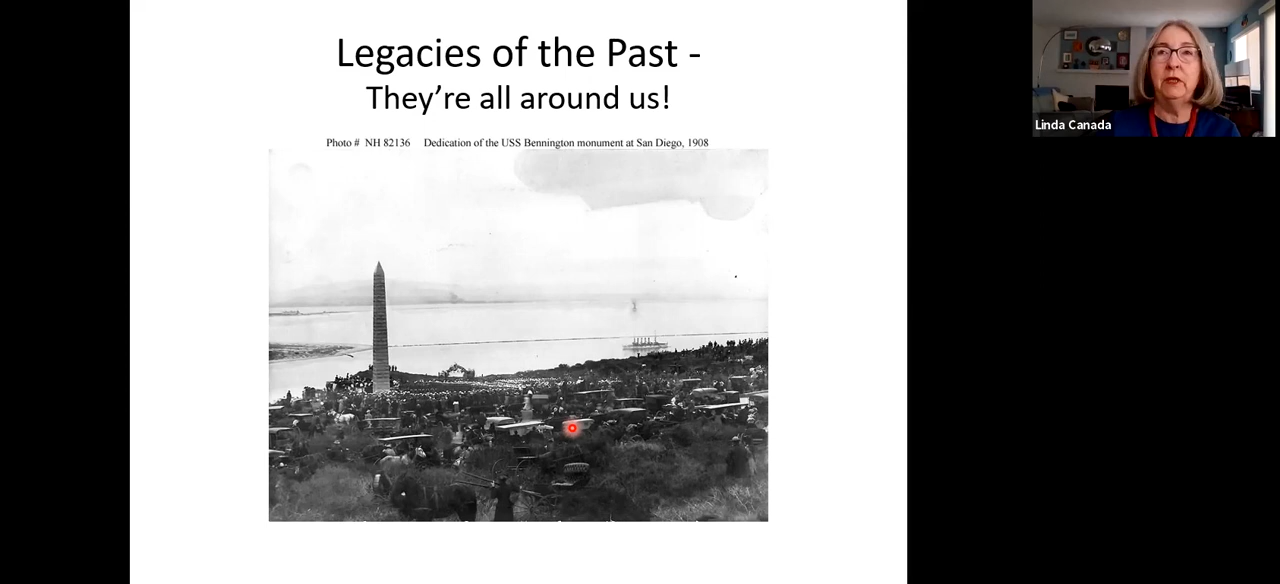 Legacies of the Past -
They're all around us!
Photo # NH 82136 Dedication of the USS Bennington monument at San Diego, 1908
Linda Canada